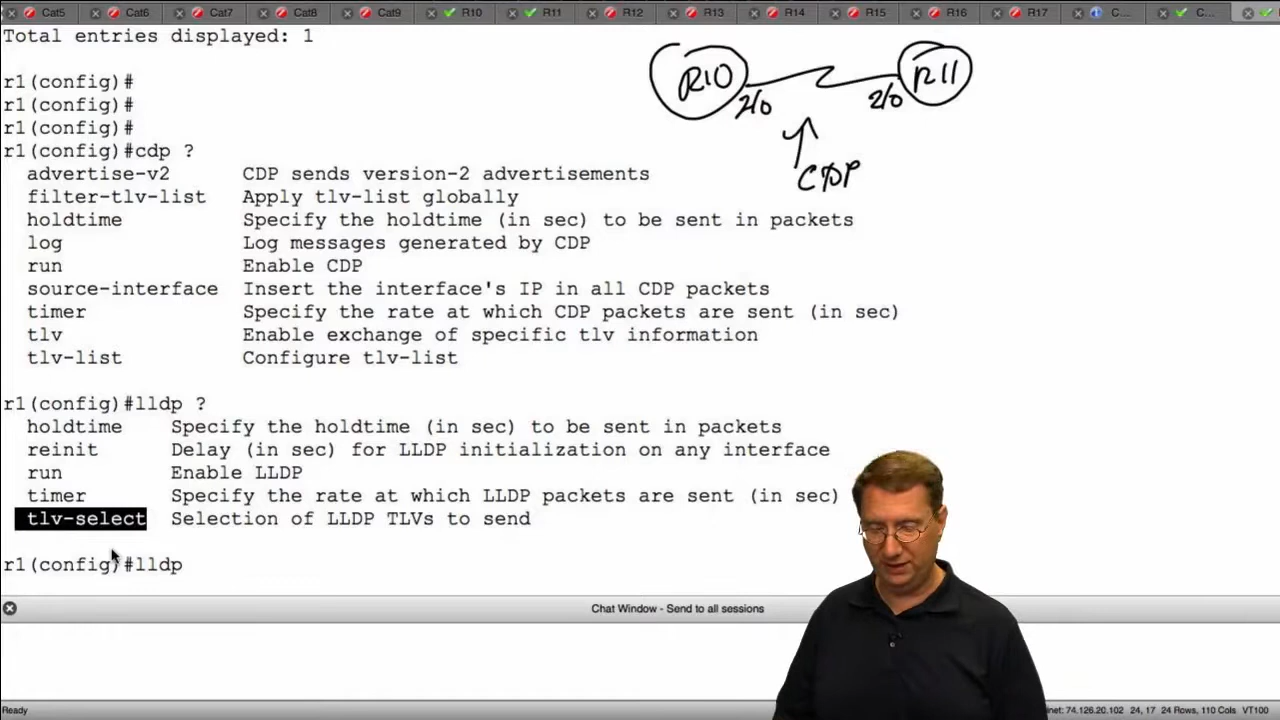 Cat5 Cat6 Cat7 Cat8 Cat9 R10 R11 R12 R13 R14 R15 R16 R17 C... C...
Total entries displayed: 1
R10 R11
2/0 2/0
CDP
r1(config)#
r1(config)#
r1(config)#
r1(config)#cdp ?
advertise-v2 CDP sends version-2 advertisements
filter-tlv-list Apply tlv-list globally
holdtime Specify the holdtime (in sec) to be sent in packets
log Log messages generated by CDP
run Enable CDP
source-interface Insert the interface's IP in all CDP packets
timer Specify the rate at which CDP packets are sent (in sec)
tlv Enable exchange of specific tlv information
tlv-list Configure tlv-list
r1(config)#lldp ?
holdtime Specify the holdtime (in sec) to be sent in packets
reinit Delay (in sec) for LLDP initialization on any interface
run Enable LLDP
timer Specify the rate at which LLDP packets are sent (in sec)
tlv-select Selection of LLDP TLVs to send
r1(config)#lldp
Chat Window - Send to all sessions
Ready 74.126.20.102 24, 17 24 Rows, 110 Cols VT100